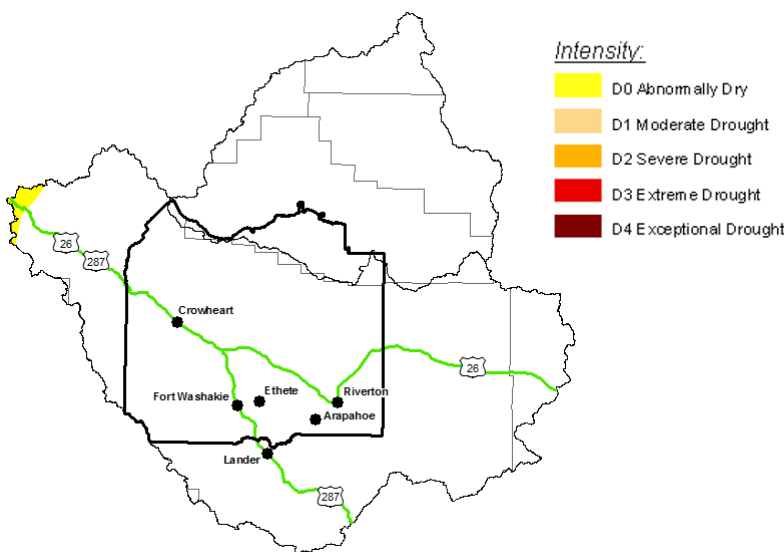 Intensity:
D0 Abnormally Dry
D1 Moderate Drought
D2 Severe Drought
D3 Extreme Drought
D4 Exceptional Drought
26
287
Crowheart
26
Fort Washakie
Ethete
Riverton
Arapahoe
Lander
287